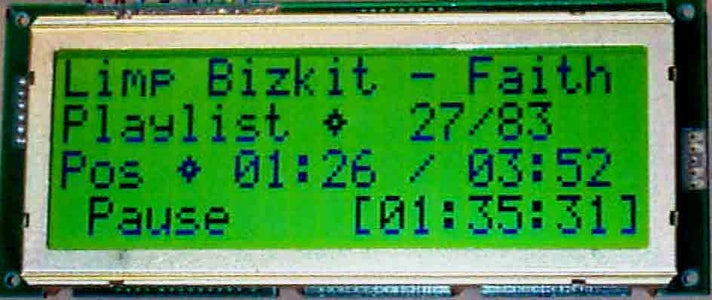 Limp Bizkit - Faith
Playlist ⬥ 27/83
Pos ⬥ 01:26 / 03:52
Pause [01:35:31]